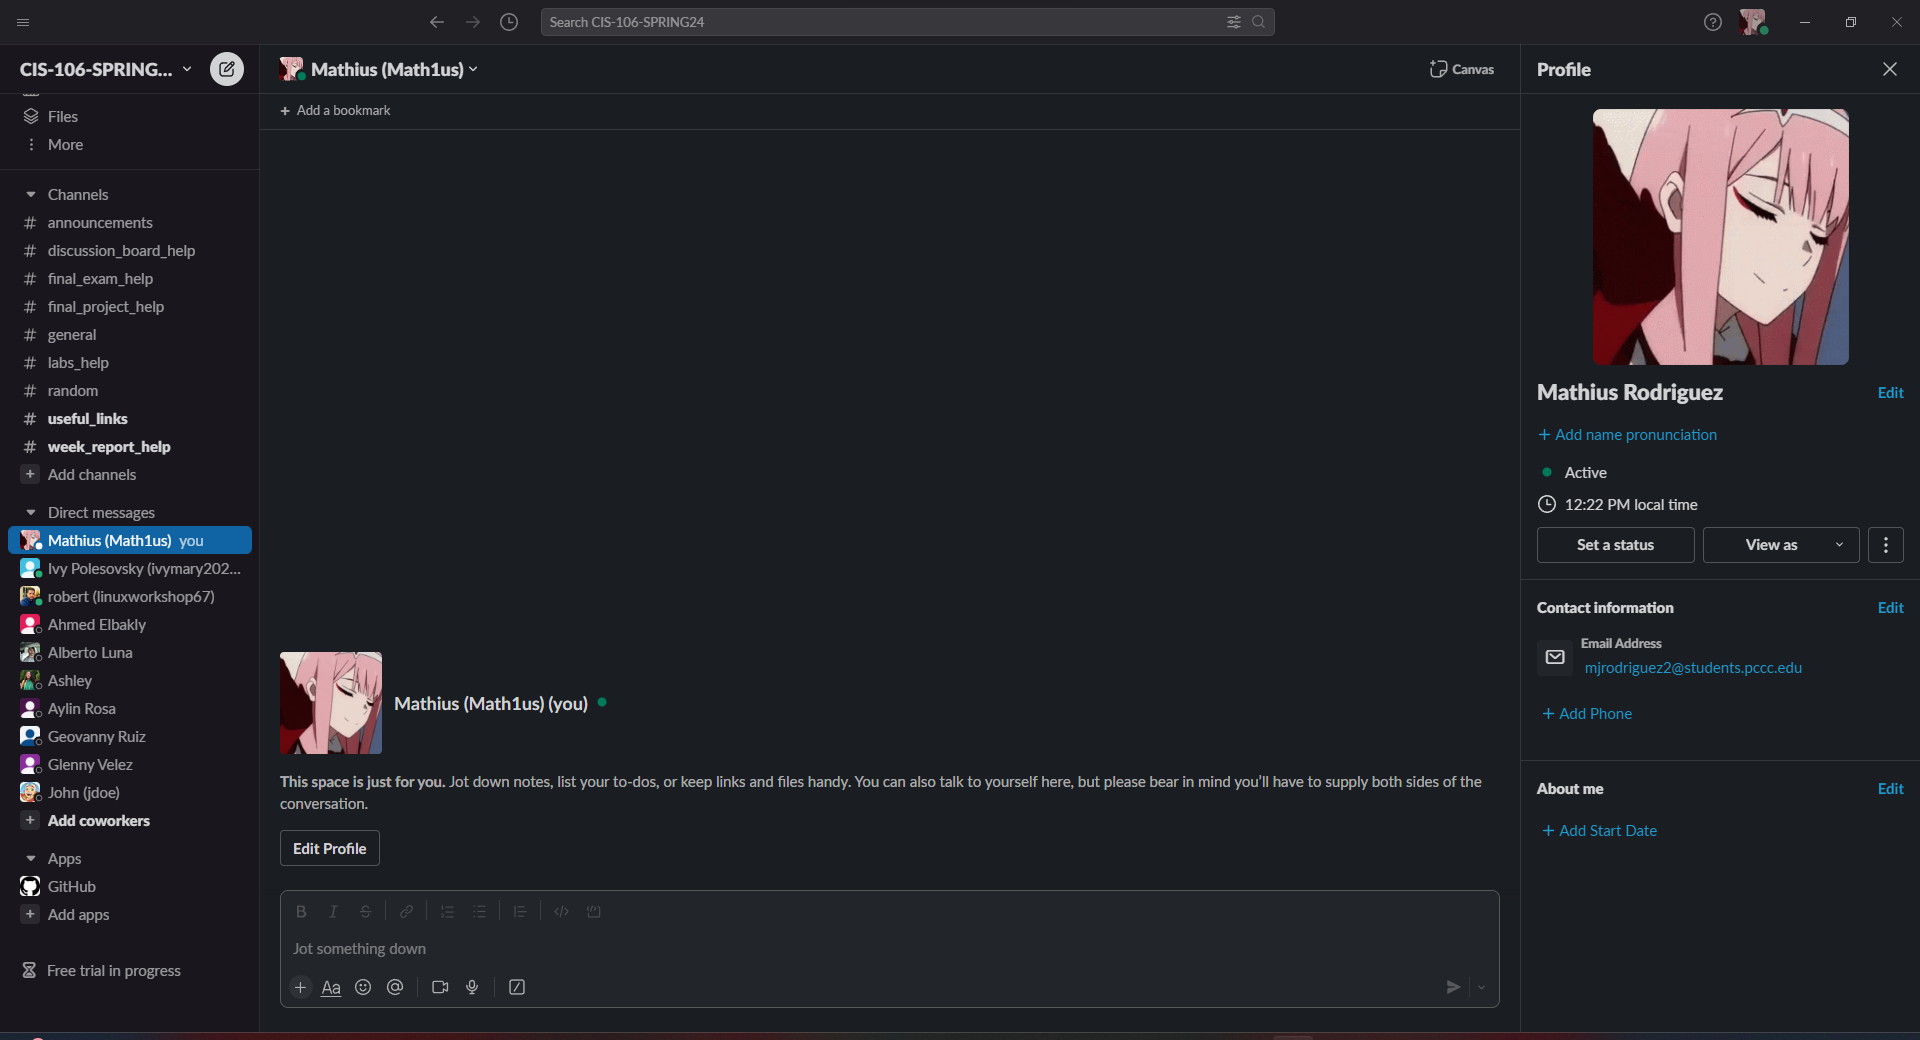 Search CIS-106-SPRING24
CIS-106-SPRING...
Files
More
Channels
# announcements
# discussion_board_help
# final_exam_help
# final_project_help
# general
# labs_help
# random
# useful_links
# week_report_help
+ Add channels
Direct messages
Mathius (Math1us) you
Ivy Polesovsky (ivymary202...
robert (linuxworkshop67)
Ahmed Elbakly
Alberto Luna
Ashley
Aylin Rosa
Geovanny Ruiz
Glenny Velez
John (jdoe)
+ Add coworkers
Apps
GitHub
+ Add apps
Free trial in progress
Mathius (Math1us)
Canvas
+ Add a bookmark
Mathius (Math1us) (you)
This space is just for you. Jot down notes, list your to-dos, or keep links and files handy. You can also talk to yourself here, but please bear in mind you’ll have to supply both sides of the
conversation.
Edit Profile
B I S
Jot something down
+ Aa @
Profile
Mathius Rodriguez Edit
+ Add name pronunciation
Active
12:22 PM local time
Set a status View as
Contact information Edit
Email Address
mjrodriguez2@students.pccc.edu
+ Add Phone
About me Edit
+ Add Start Date